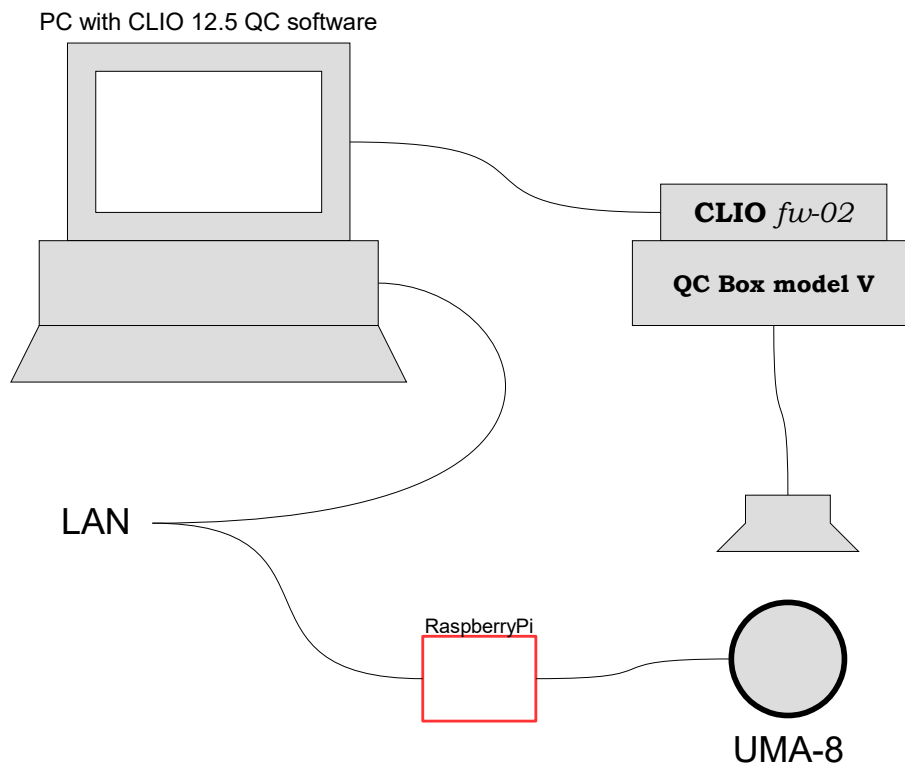 PC with CLIO 12.5 QC software
CLIO fw-02
QC Box model V
LAN
RaspberryPi
UMA-8